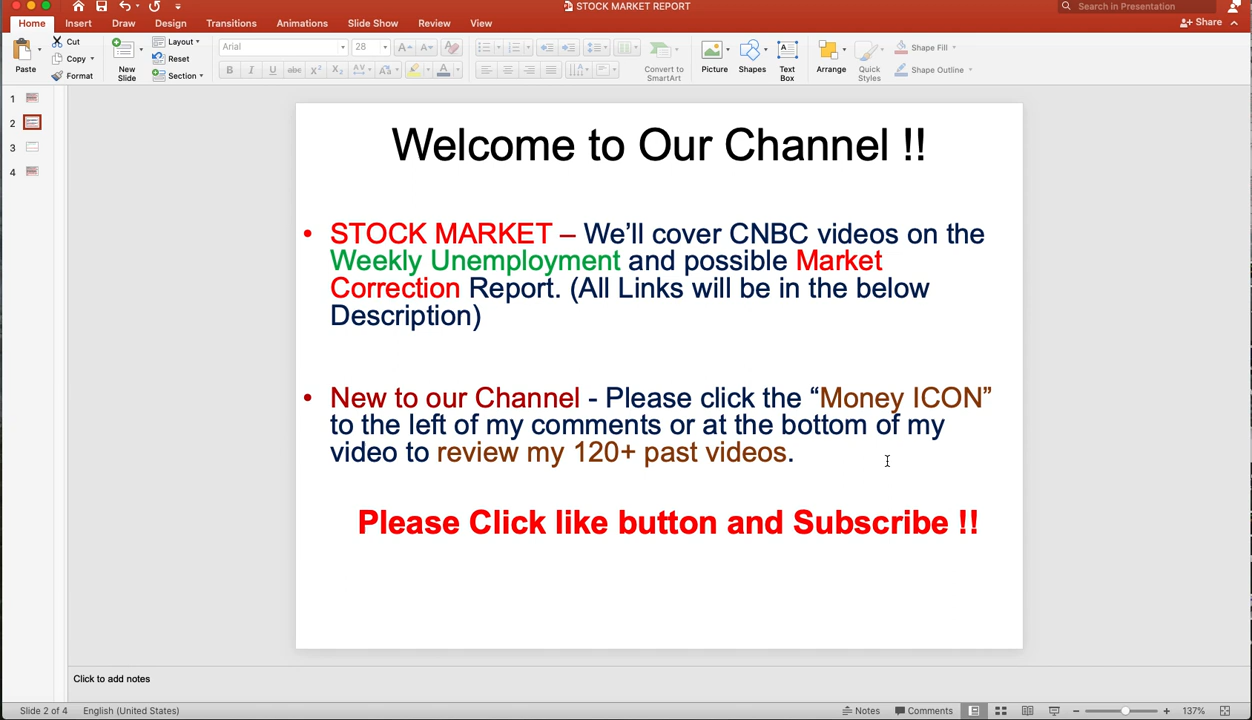 STOCK MARKET REPORT
Search in Presentation
Home Insert Draw Design Transitions Animations Slide Show Review View
Share
Paste
Cut
Copy
Format
New Slide
Layout
Reset
Section
Arial 28
B I U abc X² X₂ AV Aa A
Convert to SmartArt
Picture
Shapes
Text Box
Arrange
Quick Styles
Shape Fill
Shape Outline
1
2
3
4
Welcome to Our Channel !!
• STOCK MARKET – We’ll cover CNBC videos on the
Weekly Unemployment and possible Market
Correction Report. (All Links will be in the below
Description)
• New to our Channel - Please click the “Money ICON”
to the left of my comments or at the bottom of my
video to review my 120+ past videos.
Please Click like button and Subscribe !!
Click to add notes
Slide 2 of 4 English (United States) Notes Comments 137%